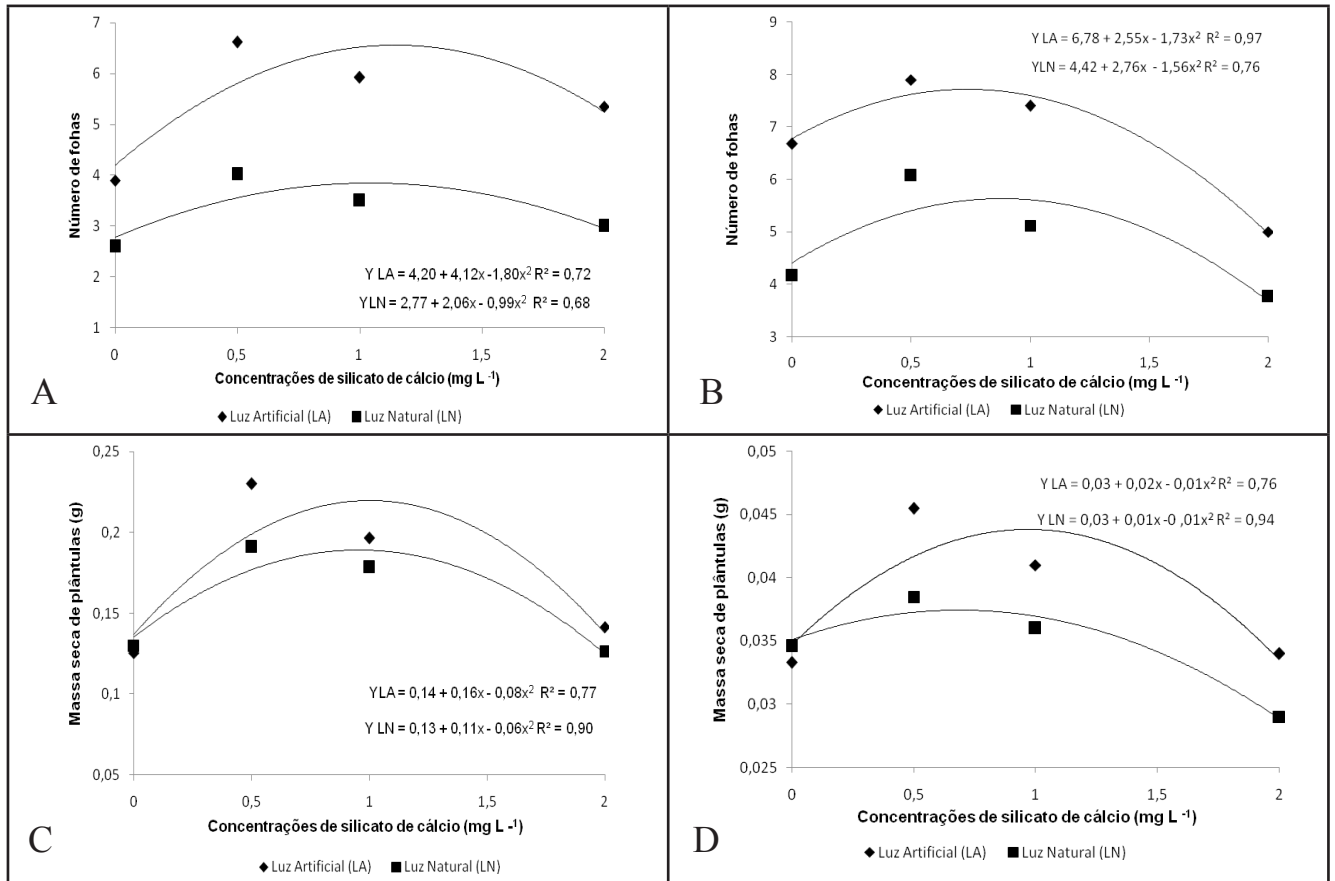 7
6
5
4
3
2
1
Número de fohas
0
0,5
1
1,5
2
Y LA = 4,20 + 4,12x -1,80x² R² = 0,72
Y LN = 2,77 + 2,06x - 0,99x² R² = 0,68
Concentrações de silicato de cálcio (mg L -1)
A
Luz Artificial (LA) Luz Natural (LN)
9
8
7
6
5
4
3
Número de fohas
Y LA = 6,78 + 2,55x - 1,73x² R² = 0,97
YLN = 4,42 + 2,76x - 1,56x² R² = 0,76
0
0,5
1
1,5
2
Concentrações de silicato de cálcio (mg L -1)
B
Luz Artificial (LA) Luz Natural (LN)
0,25
0,2
0,15
0,1
0,05
Massa seca de plântulas (g)
Y LA = 0,14 + 0,16x - 0,08x² R² = 0,77
Y LN = 0,13 + 0,11x - 0,06x² R² = 0,90
0
0,5
1
1,5
2
Concentrações de silicato de cálcio (mg L -1)
C
Luz Artificial (LA) Luz Natural (LN)
0,05
0,045
0,04
0,035
0,03
0,025
Massa seca de plântulas (g)
Y LA = 0,03 + 0,02x - 0,01x² R² = 0,76
Y LN = 0,03 + 0,01x -0 ,01x² R² = 0,94
0
0,5
1
1,5
2
Concentrações de silicato de cálcio (mg L -1)
D
Luz Artificial (LA) Luz Natural (LN)